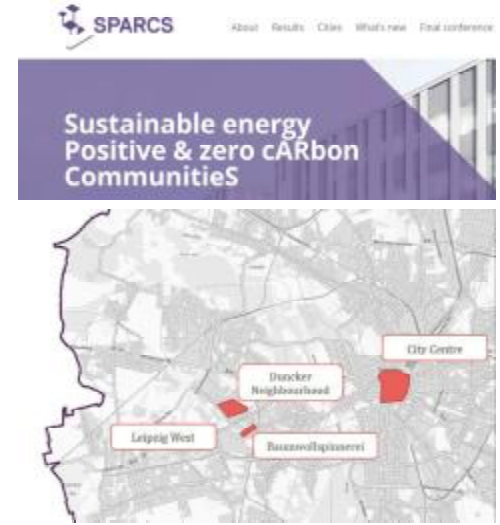 SPARCS
About Results Cities What's new Final conference
Sustainable energy
Positive & zero cARbon
CommunitieS
City Centre
Duncker
Neighbourhood
Leipzig West
Baumwollspinnerei